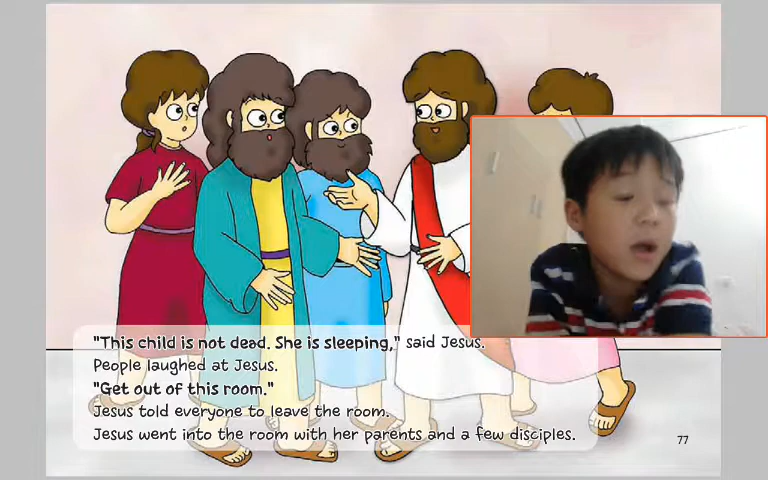 "This child is not dead. She is sleeping," said Jesus.
People laughed at Jesus.
"Get out of this room."
Jesus told everyone to leave the room.
Jesus went into the room with her parents and a few disciples.
77